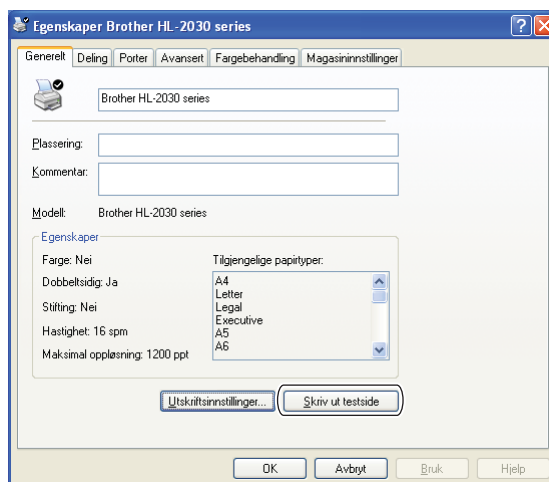 Egenskaper Brother HL-2030 series
Generelt Deling Porter Avansert Fargebehandling Magasininnstillinger
Brother HL-2030 series
Plassering:
Kommentar:
Modell: Brother HL-2030 series
Egenskaper
Farge: Nei Tilgjengelige papirtyper:
Dobbeltsidig: Ja A4
Letter
Stifting: Nei Legal
Executive
Hastighet: 16 spm A5
Maksimal oppløsning: 1200 ppt A6
Utskriftsinnstillinger... Skriv ut testside
OK Avbryt Bruk Hjelp